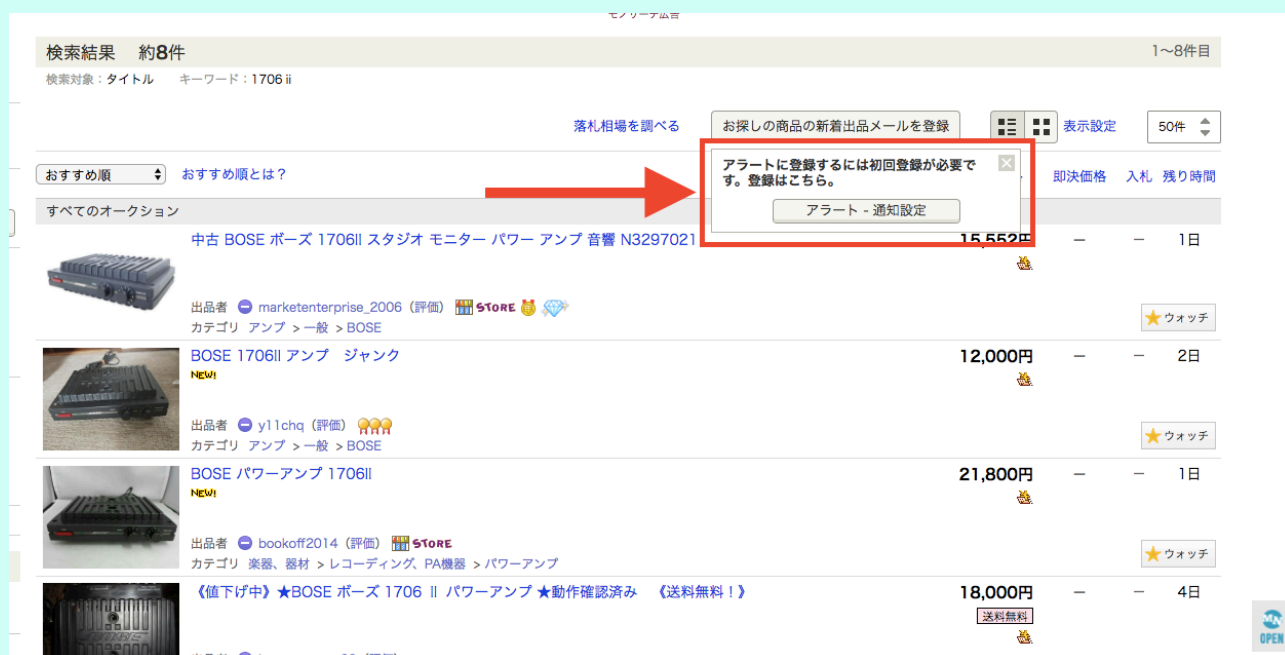 モノサーチ広告
検索結果 約8件 1〜8件目
検索対象：タイトル キーワード：1706 ii
落札相場を調べる お探しの商品の新着出品メールを登録 表示設定 50件
アラートに登録するには初回登録が必要で
す。登録はこちら。
アラート - 通知設定
おすすめ順 おすすめ順とは？ 即決価格 入札 残り時間
すべてのオークション
中古 BOSE ボーズ 1706II スタジオ モニター パワー アンプ 音響 N3297021 15,552円 − − 1日
出品者 marketenterprise_2006（評価） STORE
カテゴリ アンプ > 一般 > BOSE
ウォッチ
BOSE 1706II アンプ ジャンク 12,000円 − − 2日
NEW!
出品者 y11chq（評価）
カテゴリ アンプ > 一般 > BOSE
ウォッチ
BOSE パワーアンプ 1706II 21,800円 − − 1日
NEW!
出品者 bookoff2014（評価） STORE
カテゴリ 楽器、器材 > レコーディング、PA機器 > パワーアンプ
ウォッチ
《値下げ中》★BOSE ボーズ 1706 Ⅱ パワーアンプ ★動作確認済み 《送料無料！》 18,000円 − − 4日
送料無料
OPEN